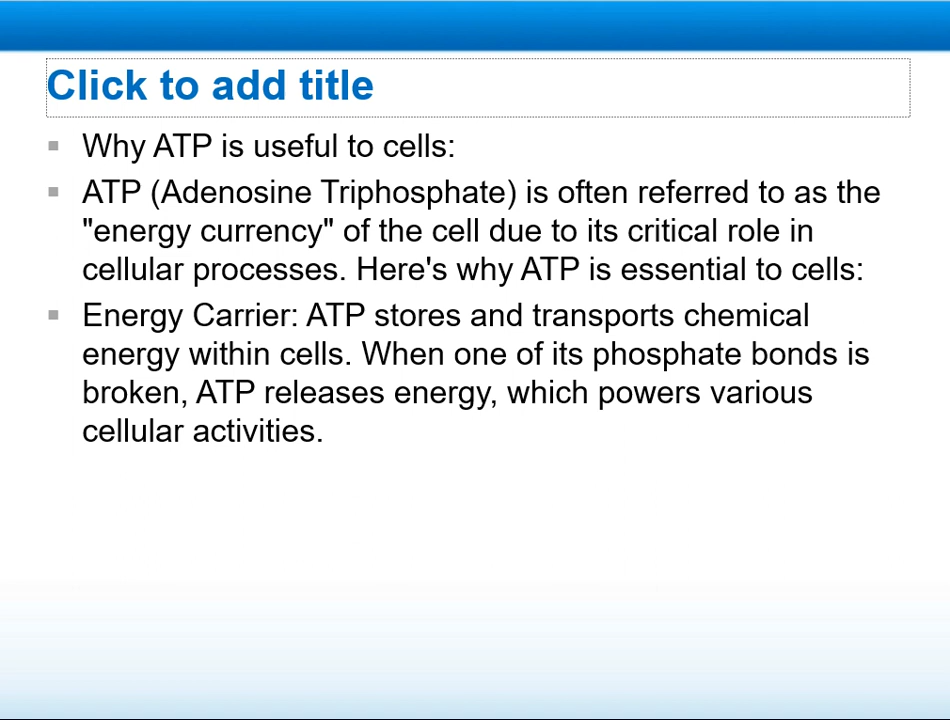 Click to add title
Why ATP is useful to cells:
ATP (Adenosine Triphosphate) is often referred to as the
"energy currency" of the cell due to its critical role in
cellular processes. Here's why ATP is essential to cells:
Energy Carrier: ATP stores and transports chemical
energy within cells. When one of its phosphate bonds is
broken, ATP releases energy, which powers various
cellular activities.